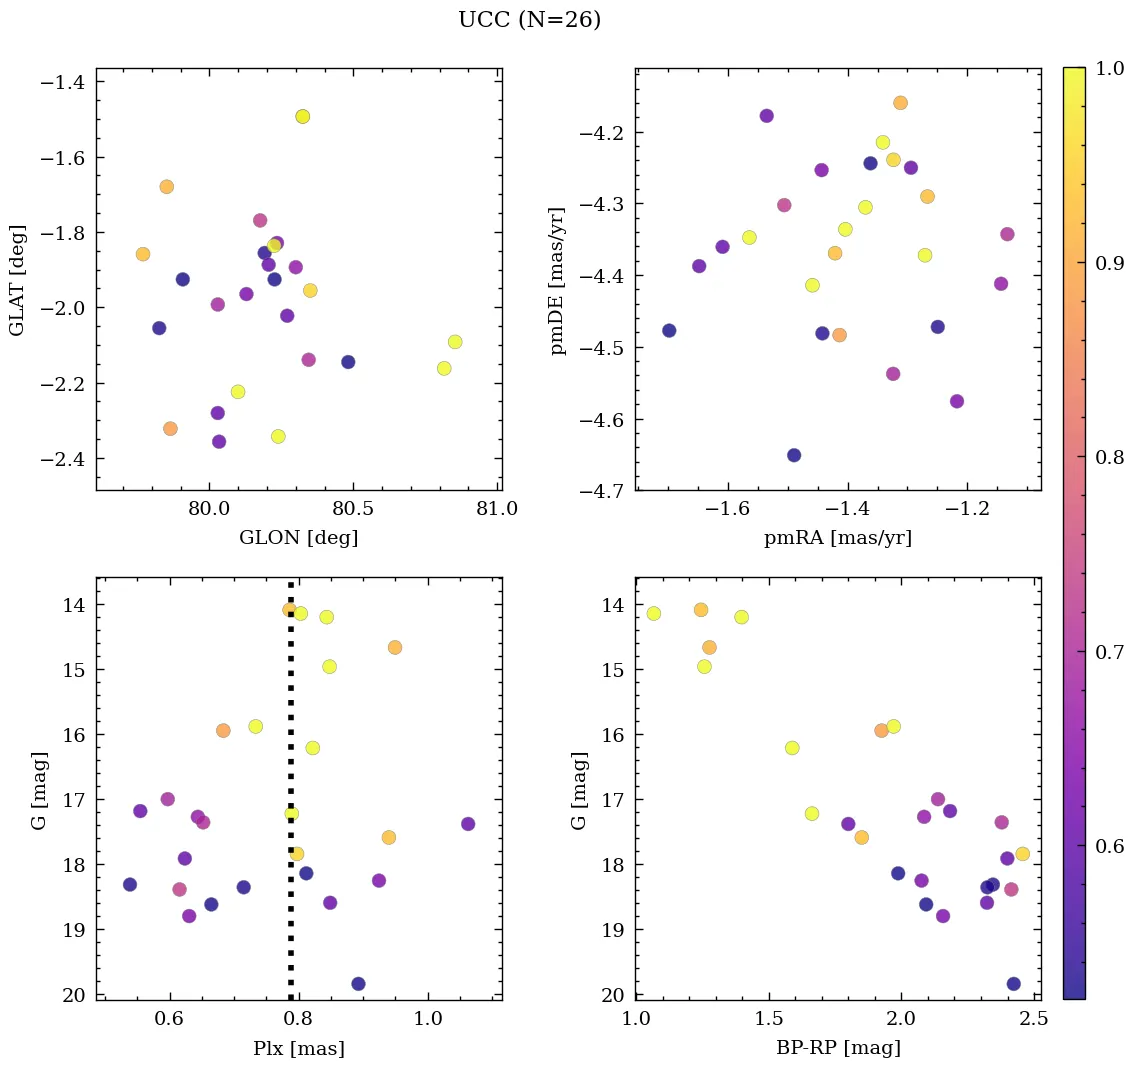 UCC (N=26)
−1.4
−1.6
−1.8
−2.0
−2.2
−2.4
GLAT [deg]
80.0 80.5 81.0
GLON [deg]
−4.2
−4.3
−4.4
−4.5
−4.6
−4.7
pmDE [mas/yr]
−1.6 −1.4 −1.2
pmRA [mas/yr]
14
15
16
17
18
19
20
G [mag]
0.6 0.8 1.0
Plx [mas]
14
15
16
17
18
19
20
G [mag]
1.0 1.5 2.0 2.5
BP-RP [mag]
1.0
0.9
0.8
0.7
0.6